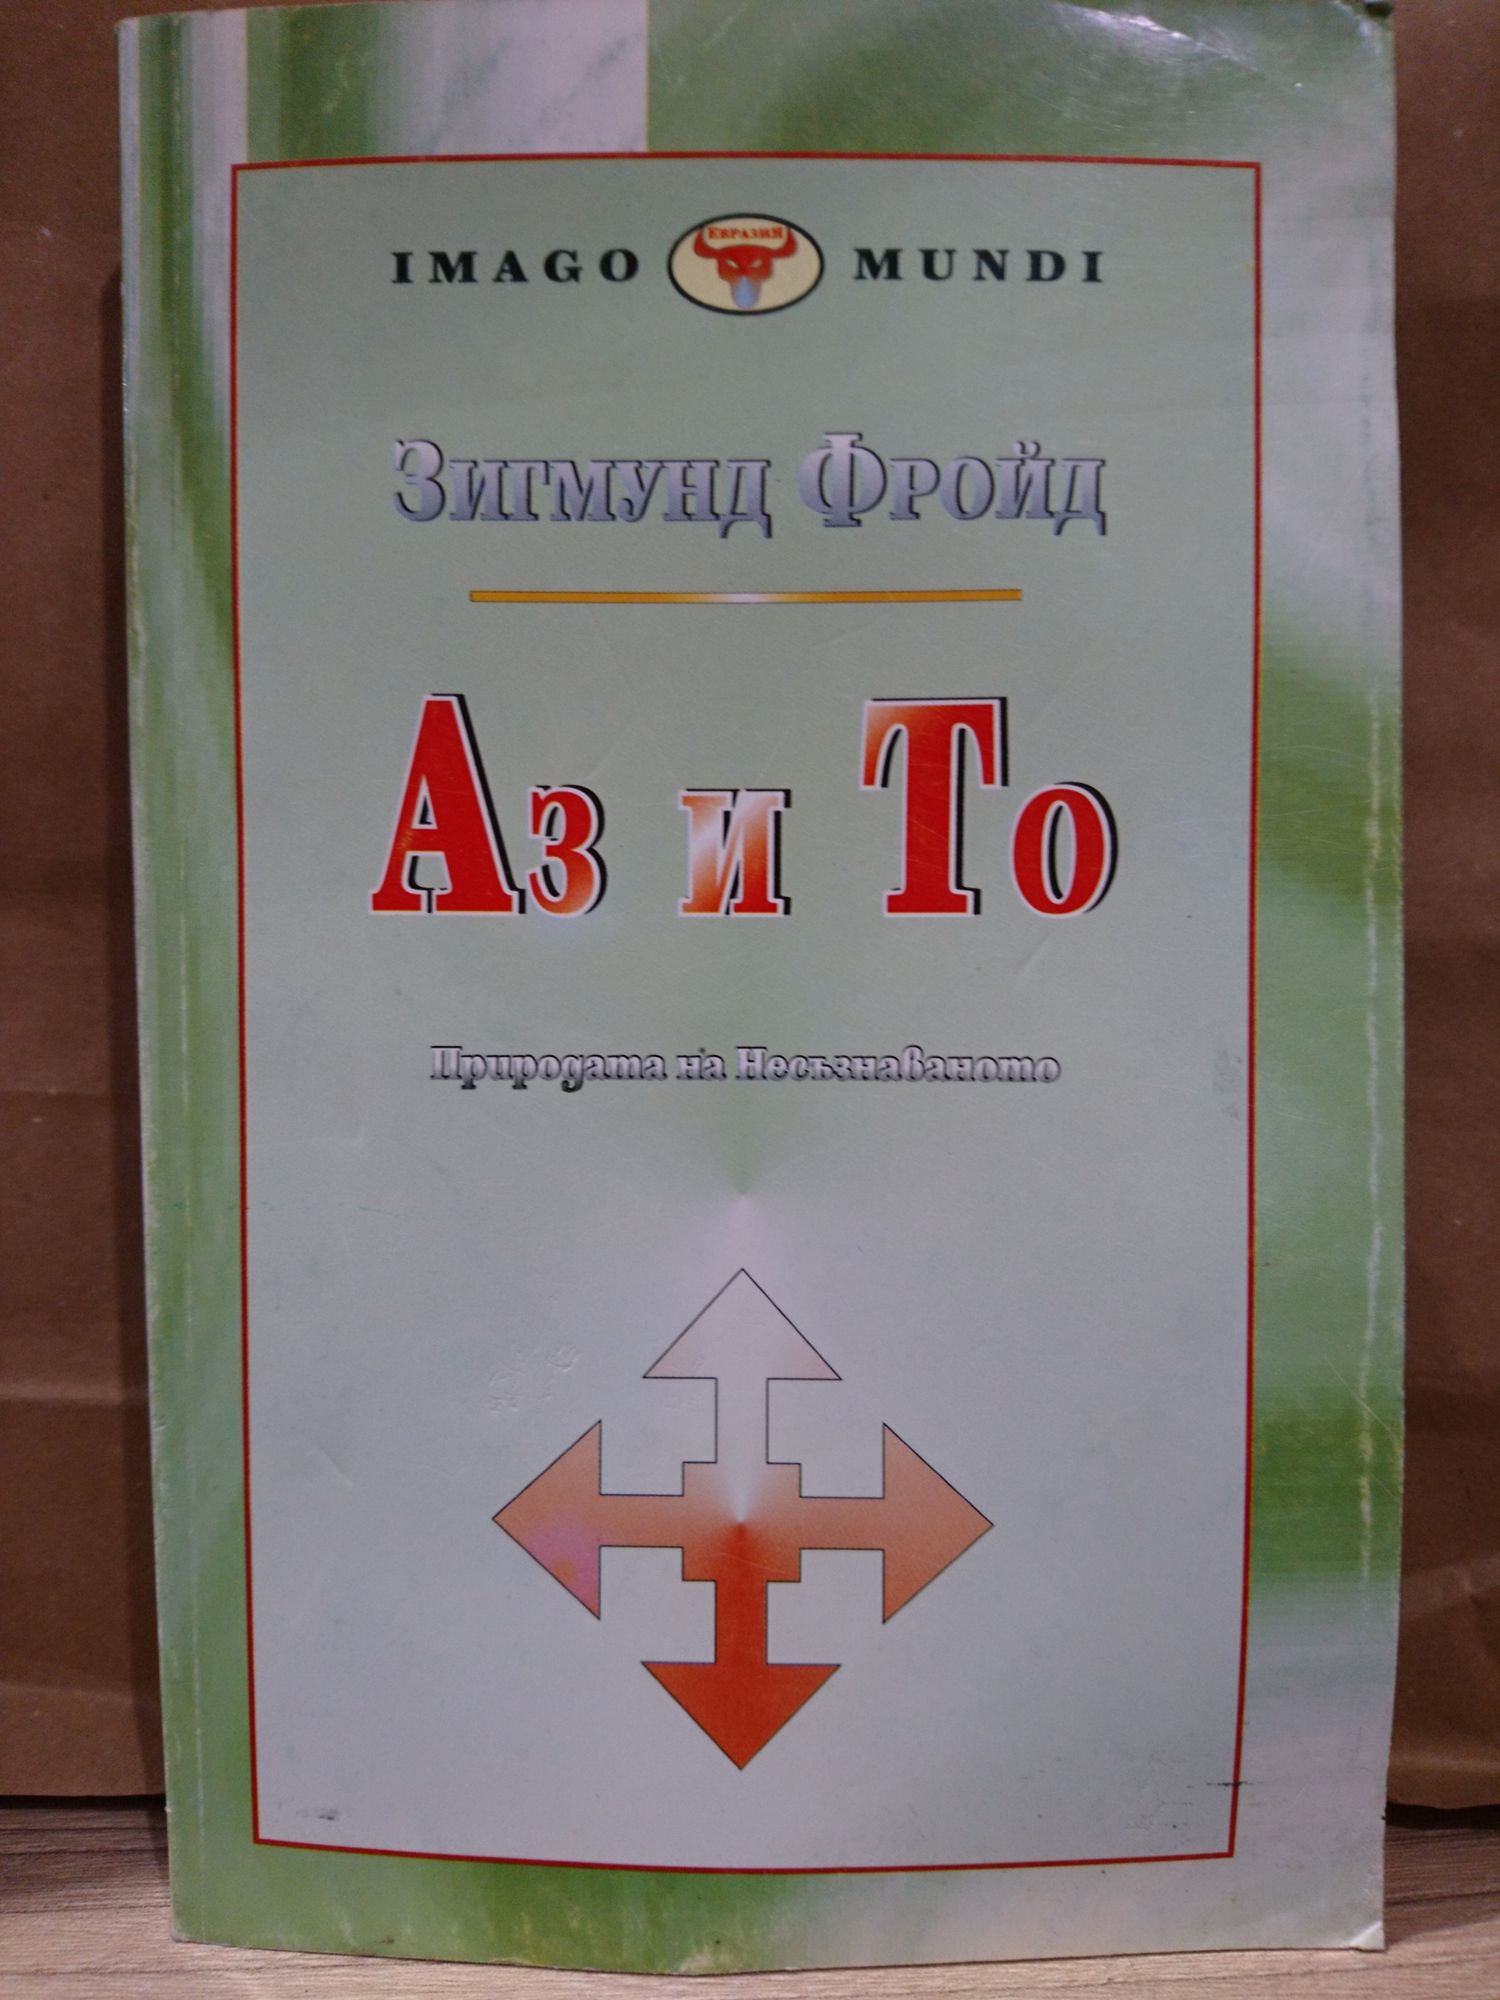 IMAGO ЕВРАЗИЯ MUNDI
Зигмунд Фройд
Аз и То
Природата на Несъзнаваното